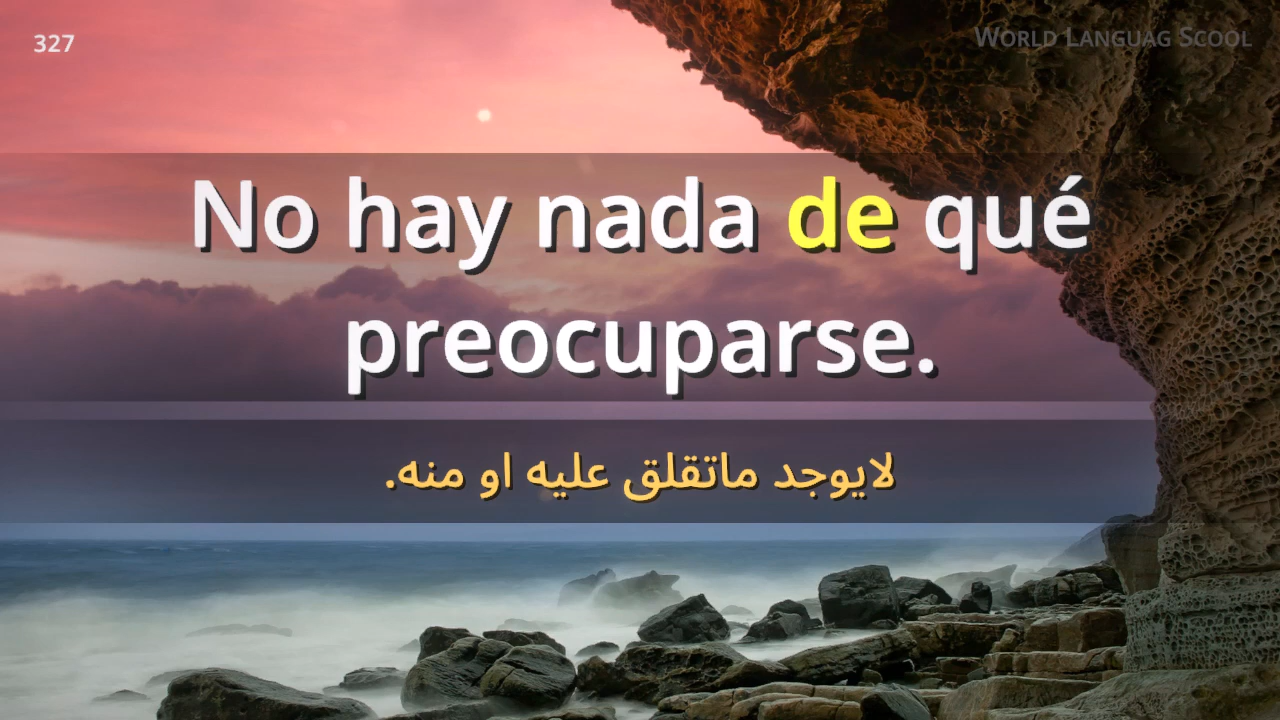 327
WORLD LANGUAG SCOOL
No hay nada de qué
preocuparse.
لايوجد ماتقلق عليه او منه.